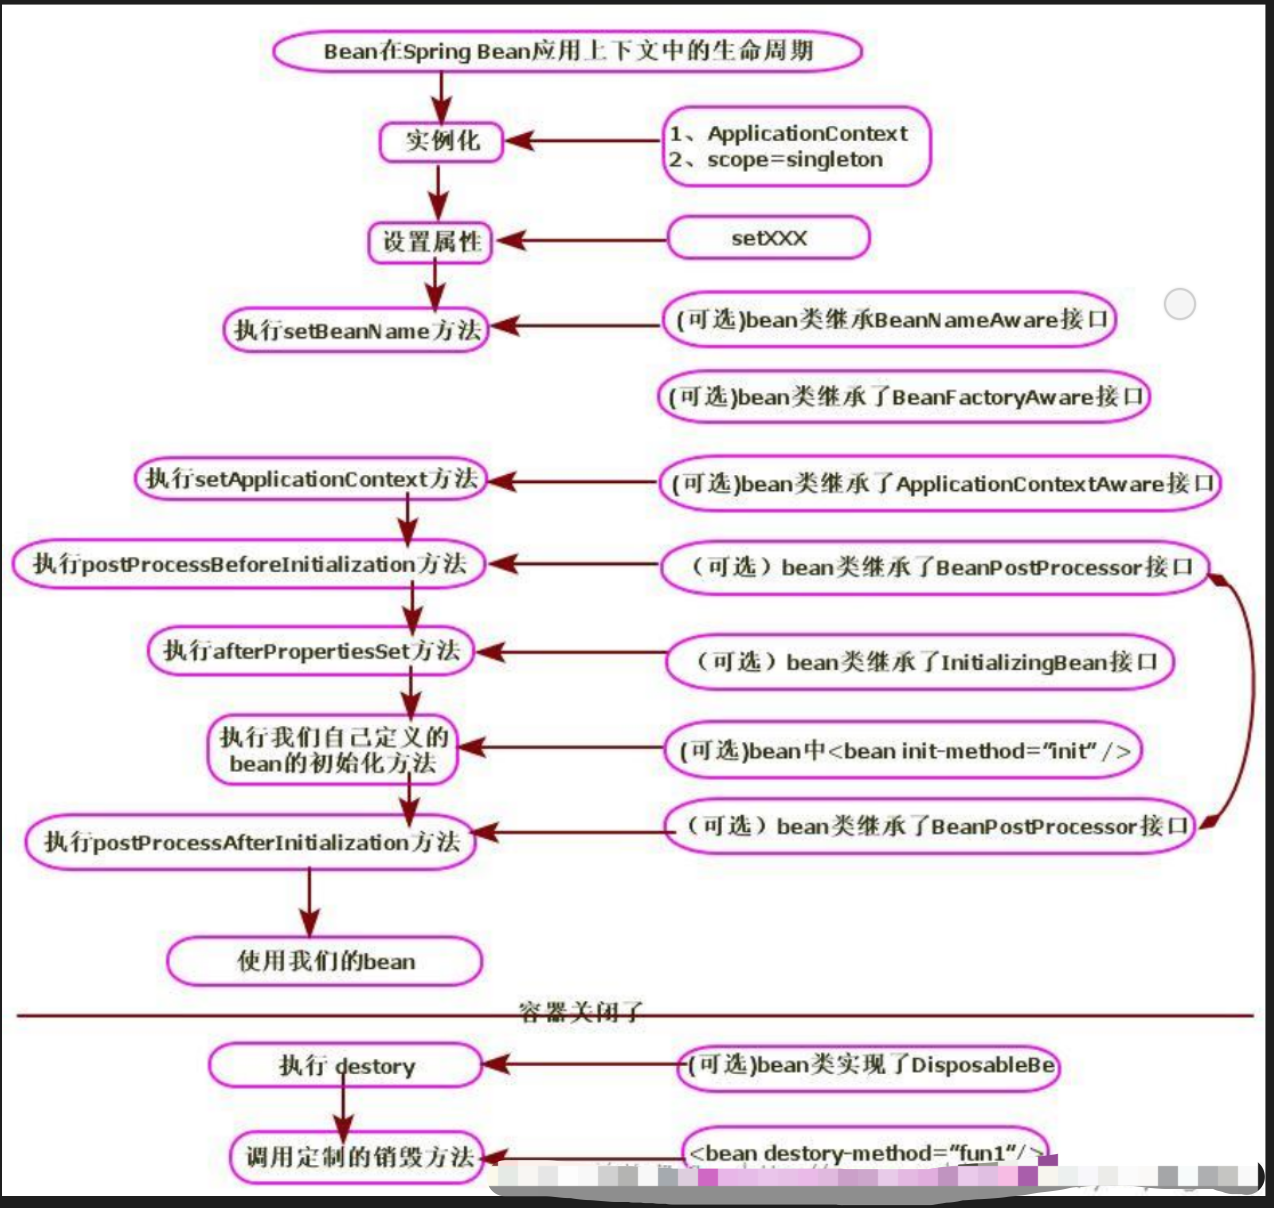 Bean在Spring Bean应用上下文中的生命周期
实例化
1、ApplicationContext
2、scope=singleton
设置属性
setXXX
执行setBeanName方法
(可选)bean类继承BeanNameAware接口
(可选)bean类继承了BeanFactoryAware接口
执行setApplicationContext方法
(可选)bean类继承了ApplicationContextAware接口
执行postProcessBeforeInitialization方法
（可选）bean类继承了BeanPostProcessor接口
执行afterPropertiesSet方法
（可选）bean类继承了InitializingBean接口
执行我们自己定义的
bean的初始化方法
(可选)bean中<bean init-method="init" />
执行postProcessAfterInitialization方法
（可选）bean类继承了BeanPostProcessor接口
使用我们的bean
容器关闭了
执行 destory
(可选)bean类实现了DisposableBe
调用定制的销毁方法
<bean destory-method="fun1"/>